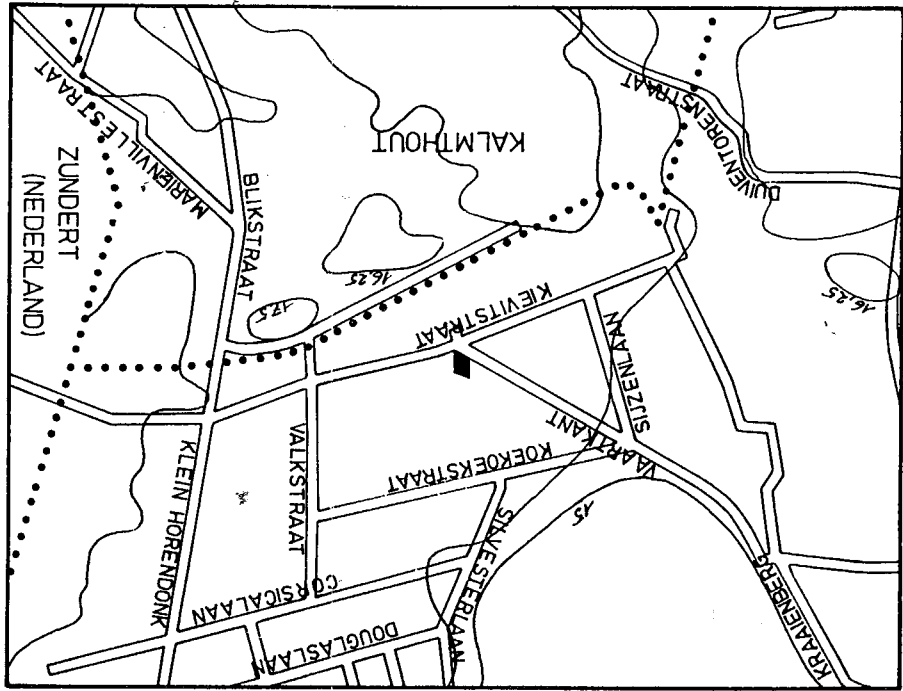 MARIENVILLESTRAAT
ZUNDERT
(NEDERLAND)
BLIKSTRAAT
KALMTHOUT
DUIVENTORENSTRAAT
16,25
16,25
17.5
KIEVITSTRAAT
SIJZENLAAN
VAARTKANT
KOEKOEKSTRAAT
VALKSTRAAT
KLEIN HORENDONK
15
SILVESTERLAAN
CORSICALAAN
DOUGLASLAAN
KRAAIENBERG